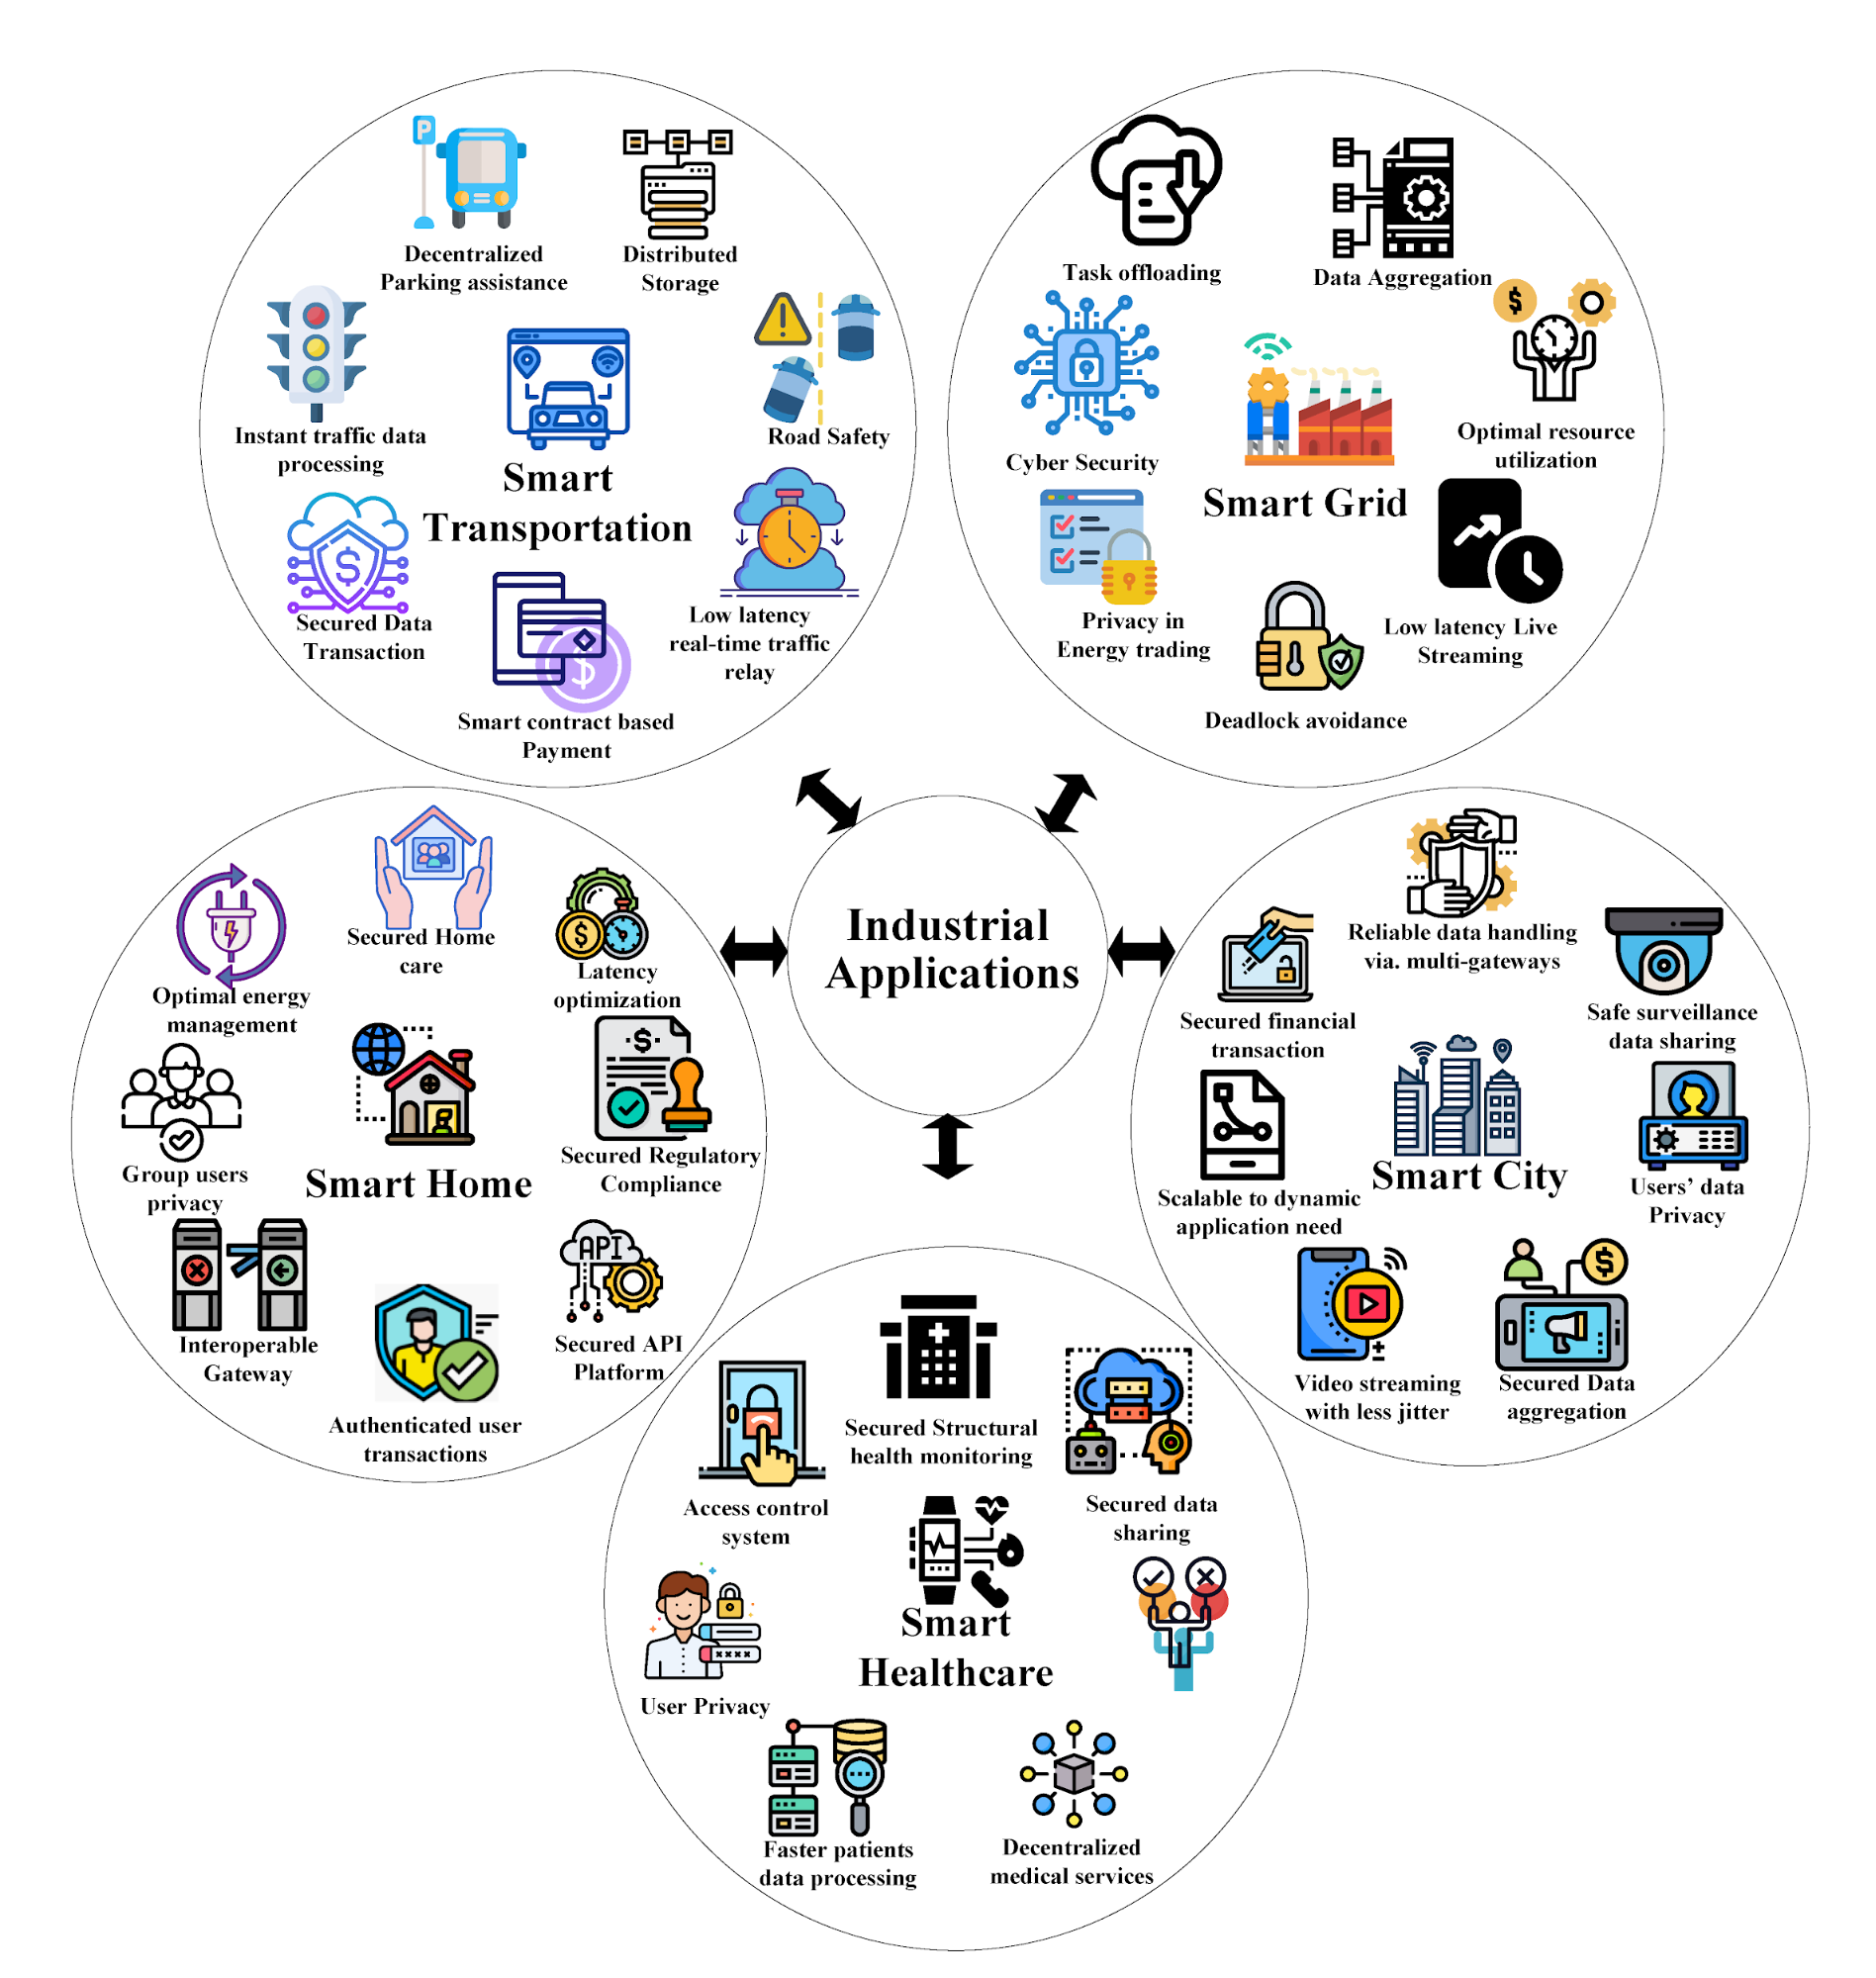 P
Decentralized
Parking assistance
Distributed
Storage
Instant traffic data
processing
Road Safety
Smart
Transportation
$
Secured Data
Transaction
Low latency
real-time traffic
relay
$
Smart contract based
Payment
Task offloading
Data Aggregation
$
Cyber Security
Optimal resource
utilization
Smart Grid
Privacy in
Energy trading
Low latency Live
Streaming
Deadlock avoidance
Industrial
Applications
Secured Home
care
Optimal energy
management
$
Latency
optimization
$
Group users
privacy
Secured Regulatory
Compliance
Smart Home
API
Interoperable
Gateway
Secured API
Platform
Authenticated user
transactions
Reliable data handling
via. multi-gateways
Secured financial
transaction
Safe surveillance
data sharing
Scalable to dynamic
application need
Smart City
Users' data
Privacy
$
Video streaming
with less jitter
Secured Data
aggregation
Secured Structural
health monitoring
Access control
system
Secured data
sharing
Smart
Healthcare
xxxx
User Privacy
Faster patients
data processing
Decentralized
medical services